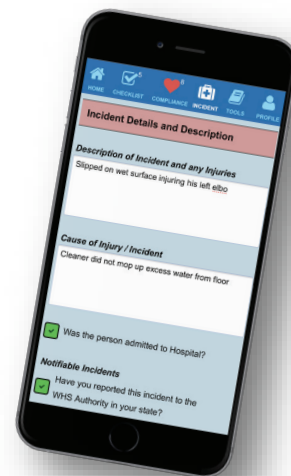 5
8
HOME
CHECKLIST
COMPLIANCE
INCIDENT
TOOLS
PROFILE
Incident Details and Description
Description of Incident and any Injuries
Slipped on wet surface injuring his left elbo
Cause of Injury / Incident
Cleaner did not mop up excess water from floor
Was the person admitted to Hospital?
Notifiable Incidents
Have you reported this incident to the
WHS Authority in your state?